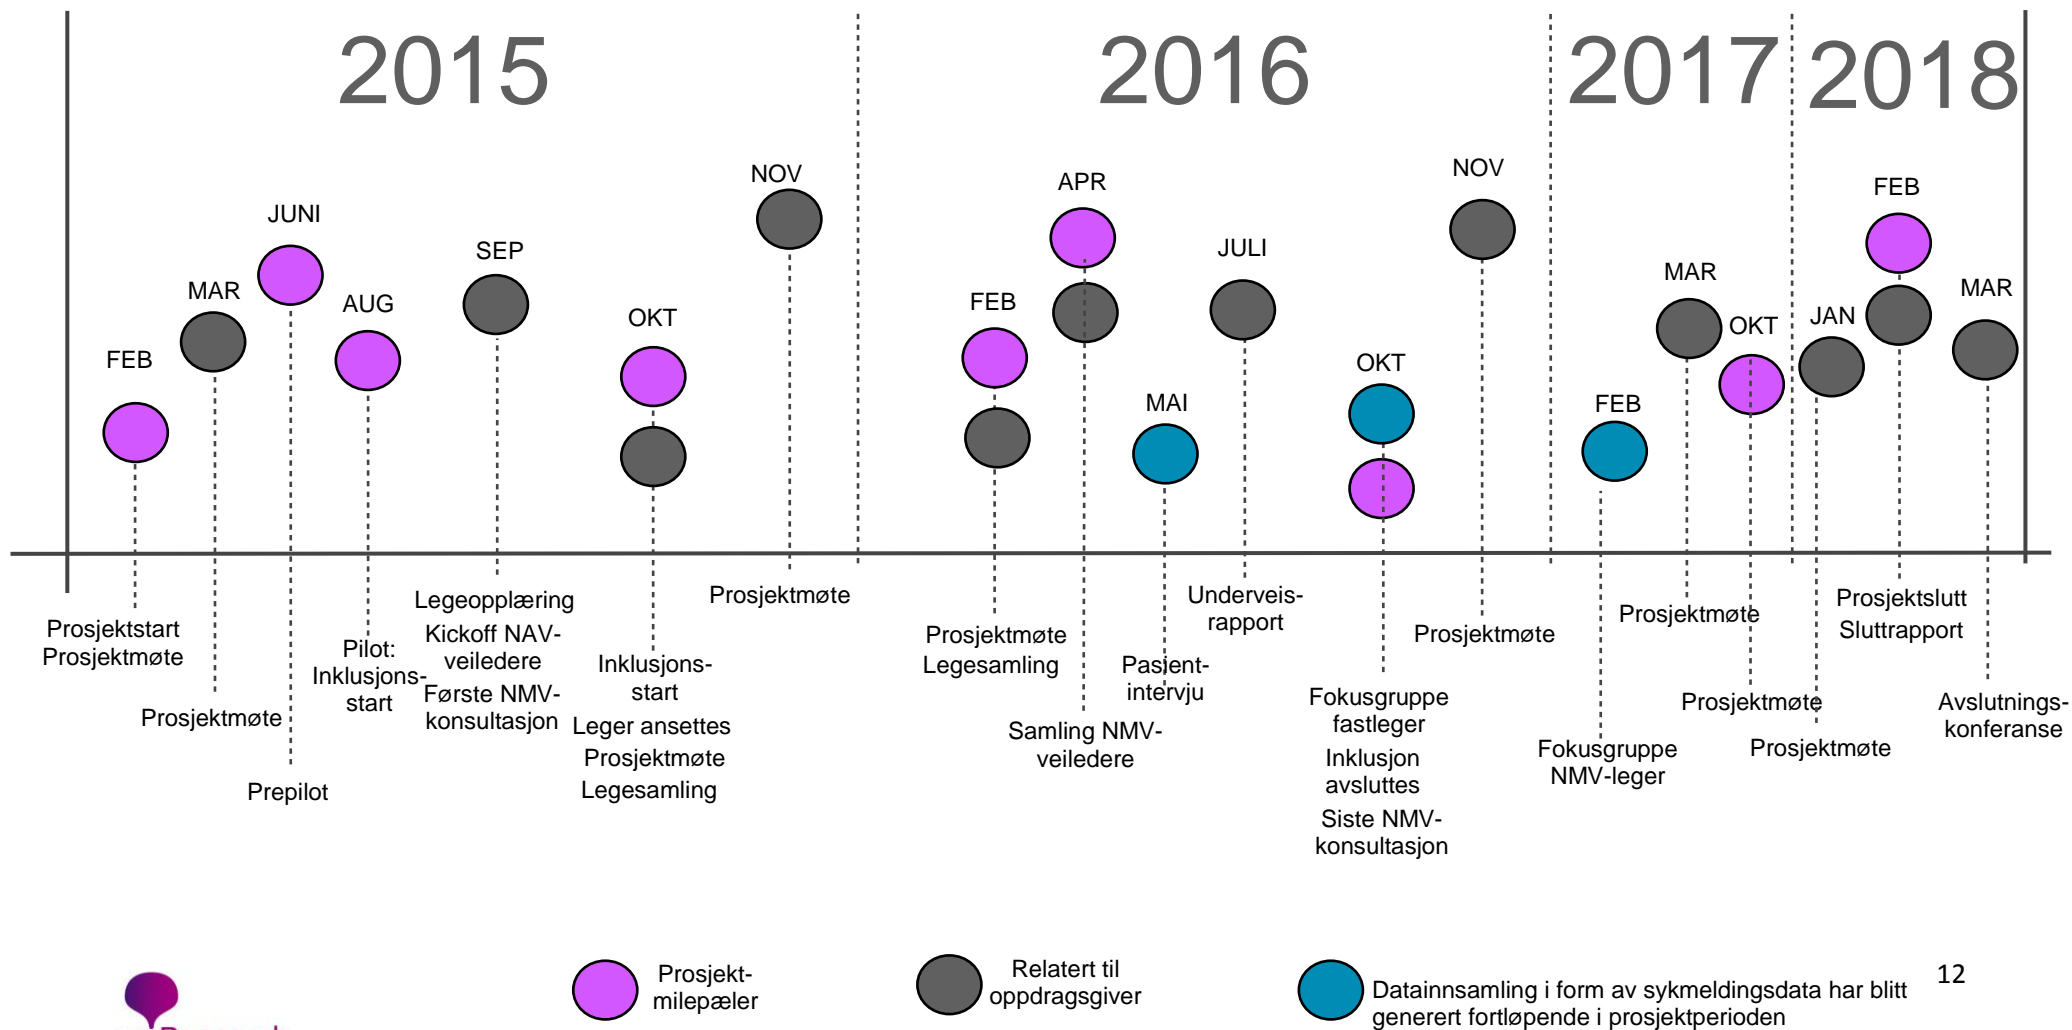 2015
2016
2017
2018
FEB
MAR
JUNI
AUG
SEP
OKT
NOV
FEB
APR
MAI
JULI
OKT
NOV
FEB
MAR
OKT
JAN
FEB
MAR
Prosjektstart
Prosjektmøte
Prosjektmøte
Prepilot
Pilot:
Inklusjons-
start
Legeopplæring
Kickoff NAV-
veiledere
Første NMV-
konsultasjon
Inklusjons-
start
Leger ansettes
Prosjektmøte
Legesamling
Prosjektmøte
Prosjektmøte
Legesamling
Samling NMV-
veiledere
Pasient-
intervju
Underveis-
rapport
Fokusgruppe
fastleger
Inklusjon
avsluttes
Siste NMV-
konsultasjon
Prosjektmøte
Fokusgruppe
NMV-leger
Prosjektmøte
Prosjektmøte
Prosjektmøte
Prosjektslutt
Sluttrapport
Avslutnings-
konferanse
Prosjekt-
milepæler
Relatert til
oppdragsgiver
Datainnsamling i form av sykmeldingsdata har blitt
generert fortløpende i prosjektperioden
12